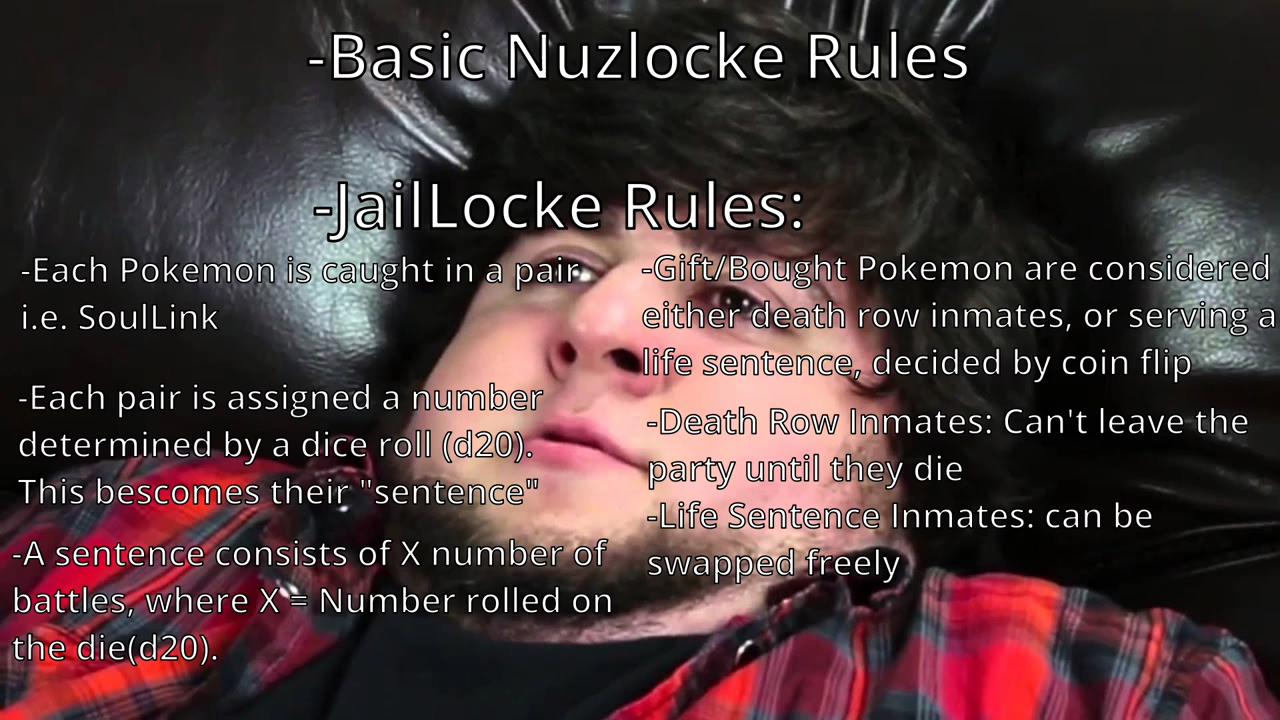 -Basic Nuzlocke Rules
-JailLocke Rules:
-Each Pokemon is caught in a pair
i.e. SoulLink
-Each pair is assigned a number
determined by a dice roll (d20).
This bescomes their "sentence"
-A sentence consists of X number of
battles, where X = Number rolled on
the die(d20).
-Gift/Bought Pokemon are considered
either death row inmates, or serving a
life sentence, decided by coin flip
-Death Row Inmates: Can't leave the
party until they die
-Life Sentence Inmates: can be
swapped freely